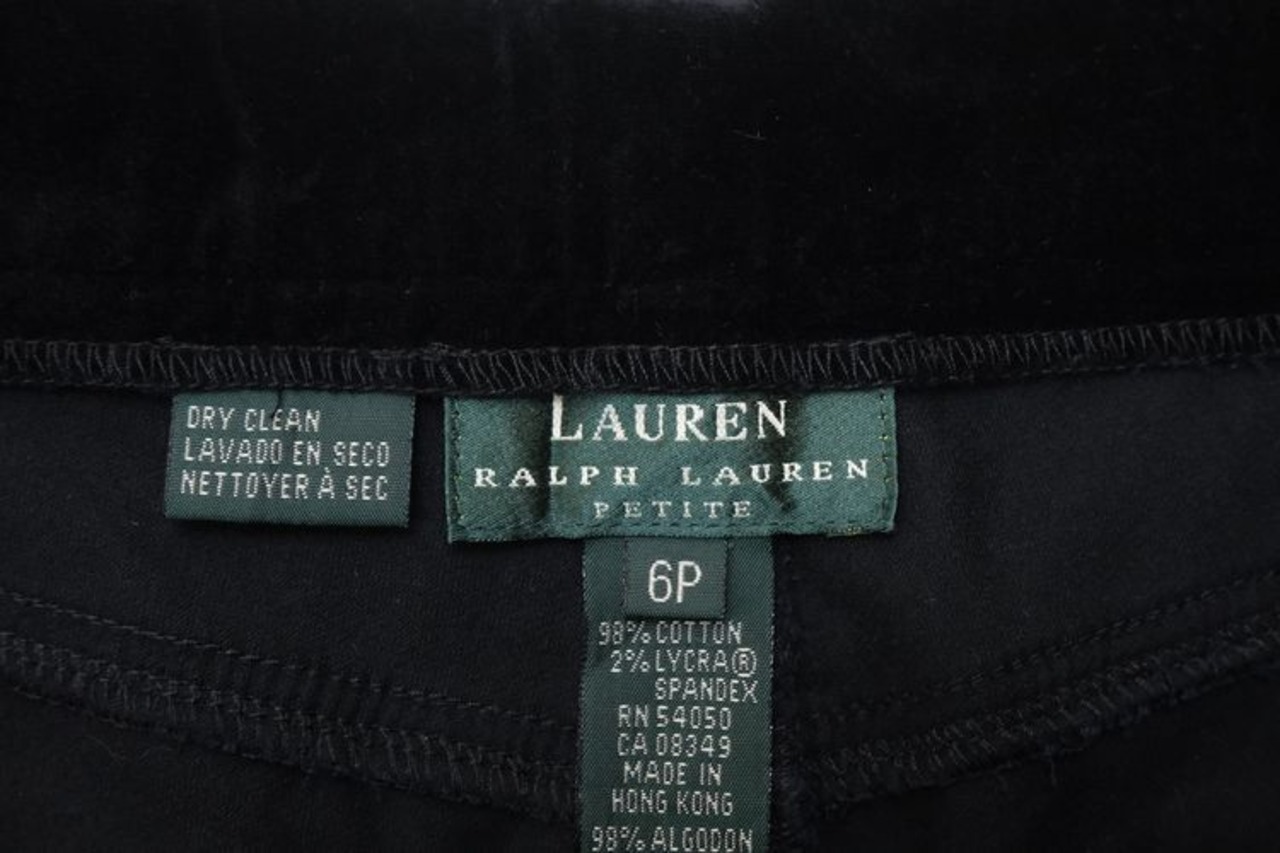 DRY CLEAN
LAVADO EN SECO
NETTOYER À SEC
LAUREN
RALPH LAUREN
PETITE
6P
98% COTTON
2% LYCRA®
SPANDEX
RN 54050
CA 08349
MADE IN
HONG KONG
98% ALGODON